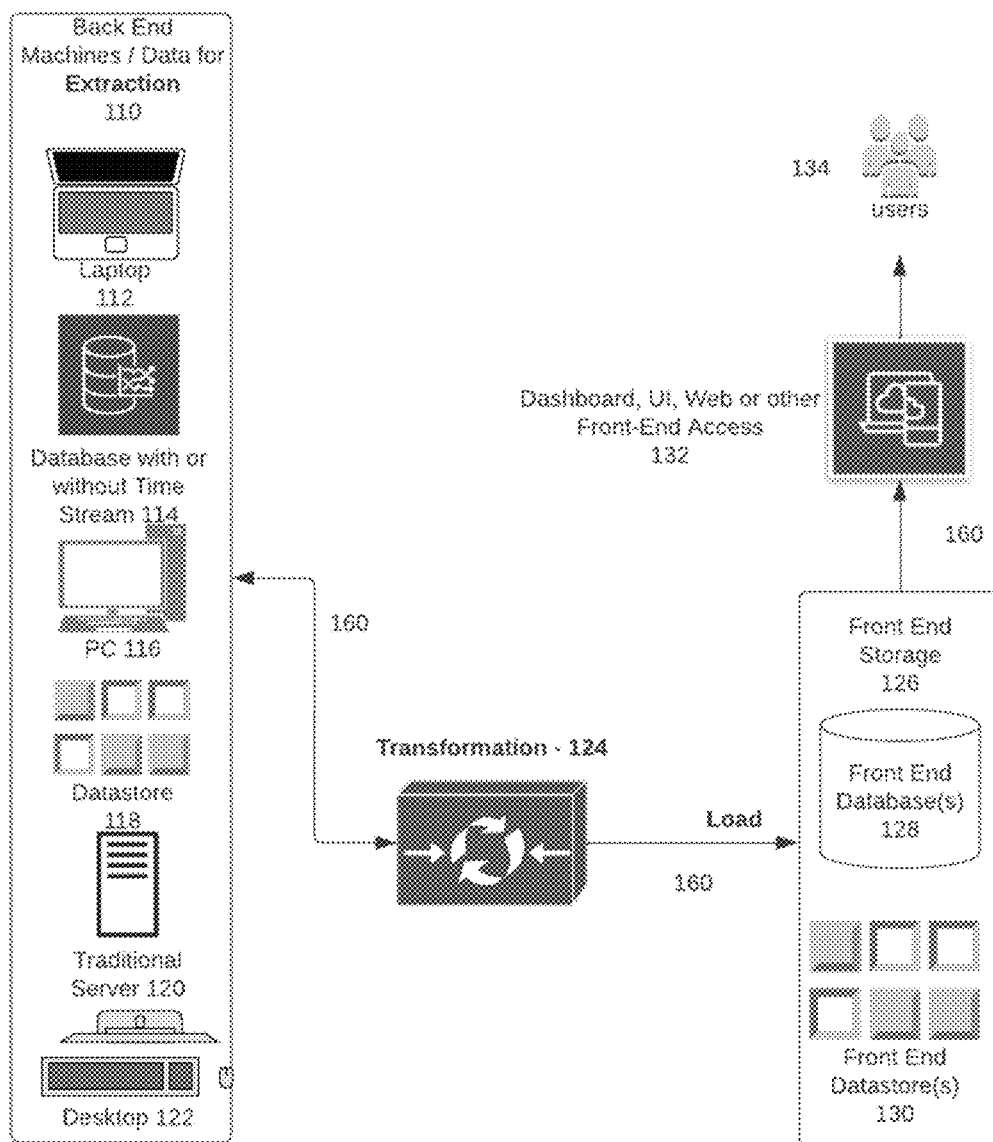 Back End
Machines / Data for
Extraction
110
Laptop
112
Database with or
without Time
Stream 114
PC 116
Datastore
118
Traditional
Server 120
Desktop 122
160
Transformation - 124
Load
160
134
users
Dashboard, UI, Web or other
Front-End Access
132
160
Front End
Storage
126
Front End
Database(s)
128
Front End
Datastore(s)
130